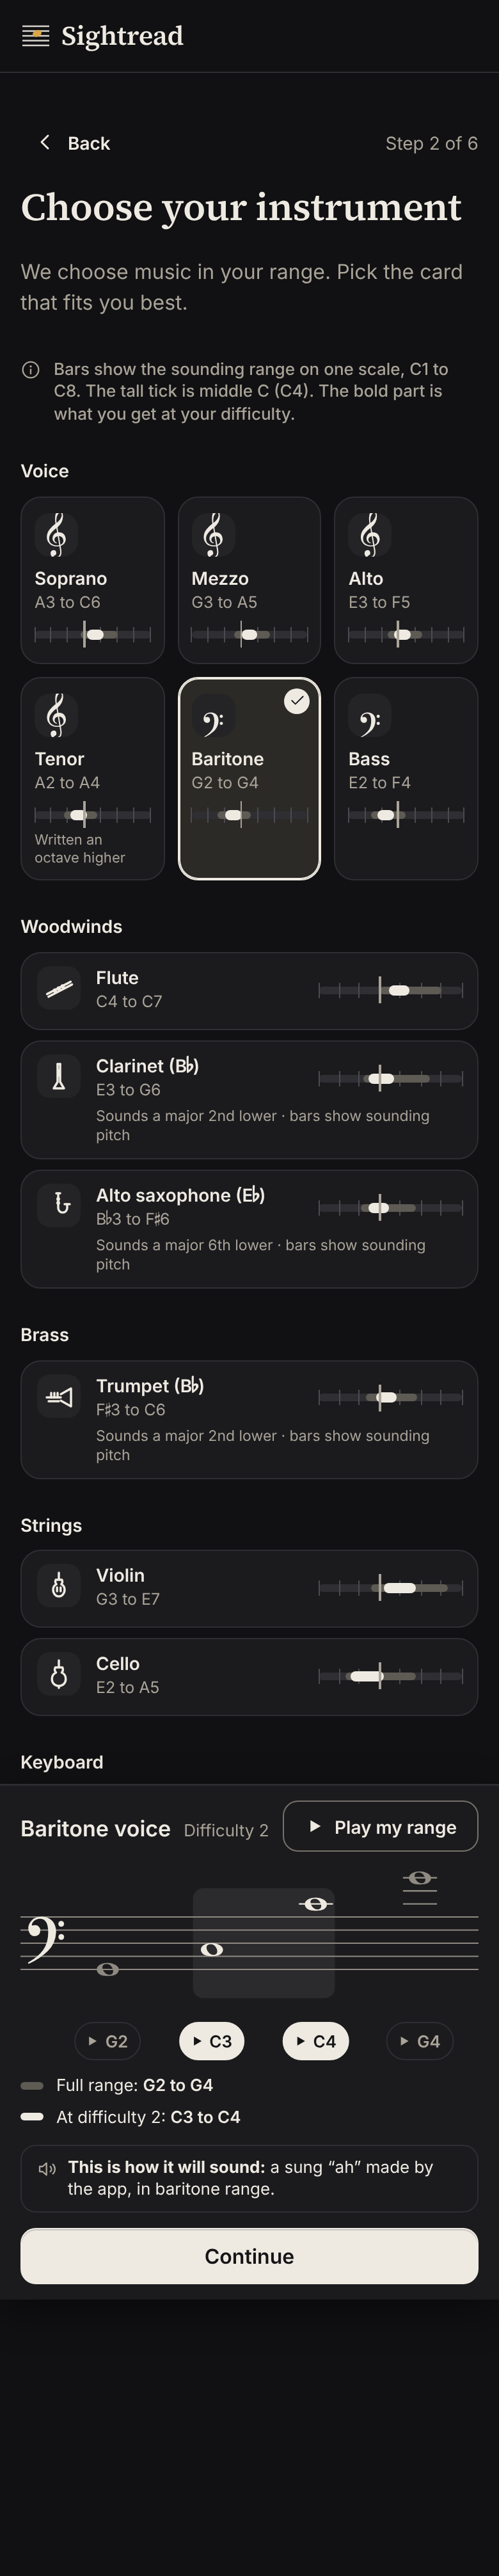 Sightread
Back
Step 2 of 6
Choose your instrument
We choose music in your range. Pick the card
that fits you best.
Bars show the sounding range on one scale, C1 to
C8. The tall tick is middle C (C4). The bold part is
what you get at your difficulty.
Voice
Soprano
A3 to C6
Mezzo
G3 to A5
Alto
E3 to F5
Tenor
A2 to A4
Written an
octave higher
Baritone
G2 to G4
Bass
E2 to F4
Woodwinds
Flute
C4 to C7
Clarinet (B♭)
E3 to G6
Sounds a major 2nd lower · bars show sounding
pitch
Alto saxophone (E♭)
B♭3 to F♯6
Sounds a major 6th lower · bars show sounding
pitch
Brass
Trumpet (B♭)
F♯3 to C6
Sounds a major 2nd lower · bars show sounding
pitch
Strings
Violin
G3 to E7
Cello
E2 to A5
Keyboard
Baritone voice
Difficulty 2
Play my range
G2
C3
C4
G4
Full range: G2 to G4
At difficulty 2: C3 to C4
This is how it will sound: a sung “ah” made by
the app, in baritone range.
Continue